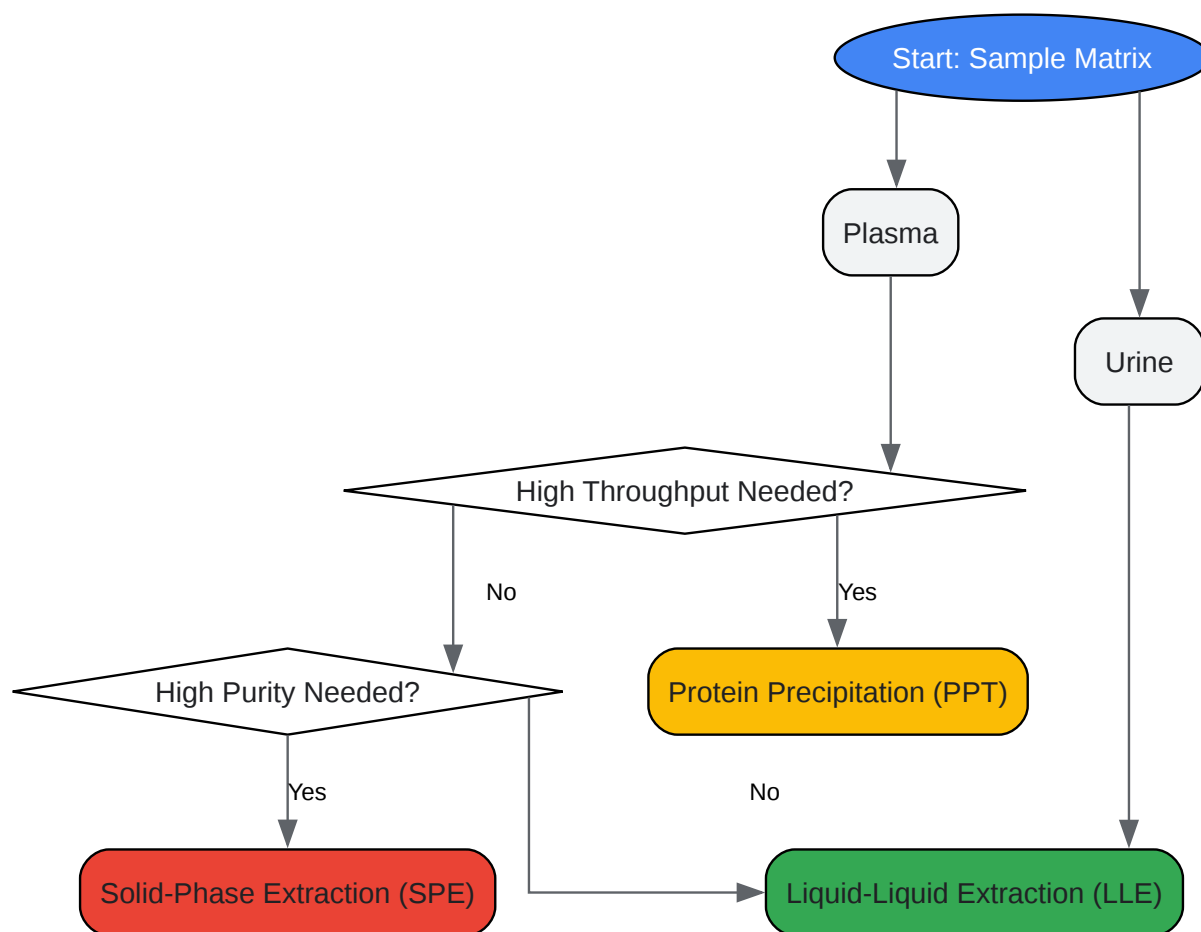 Start: Sample Matrix
Plasma
Urine
High Throughput Needed?
No
Yes
High Purity Needed?
Protein Precipitation (PPT)
Yes
No
Solid-Phase Extraction (SPE)
Liquid-Liquid Extraction (LLE)